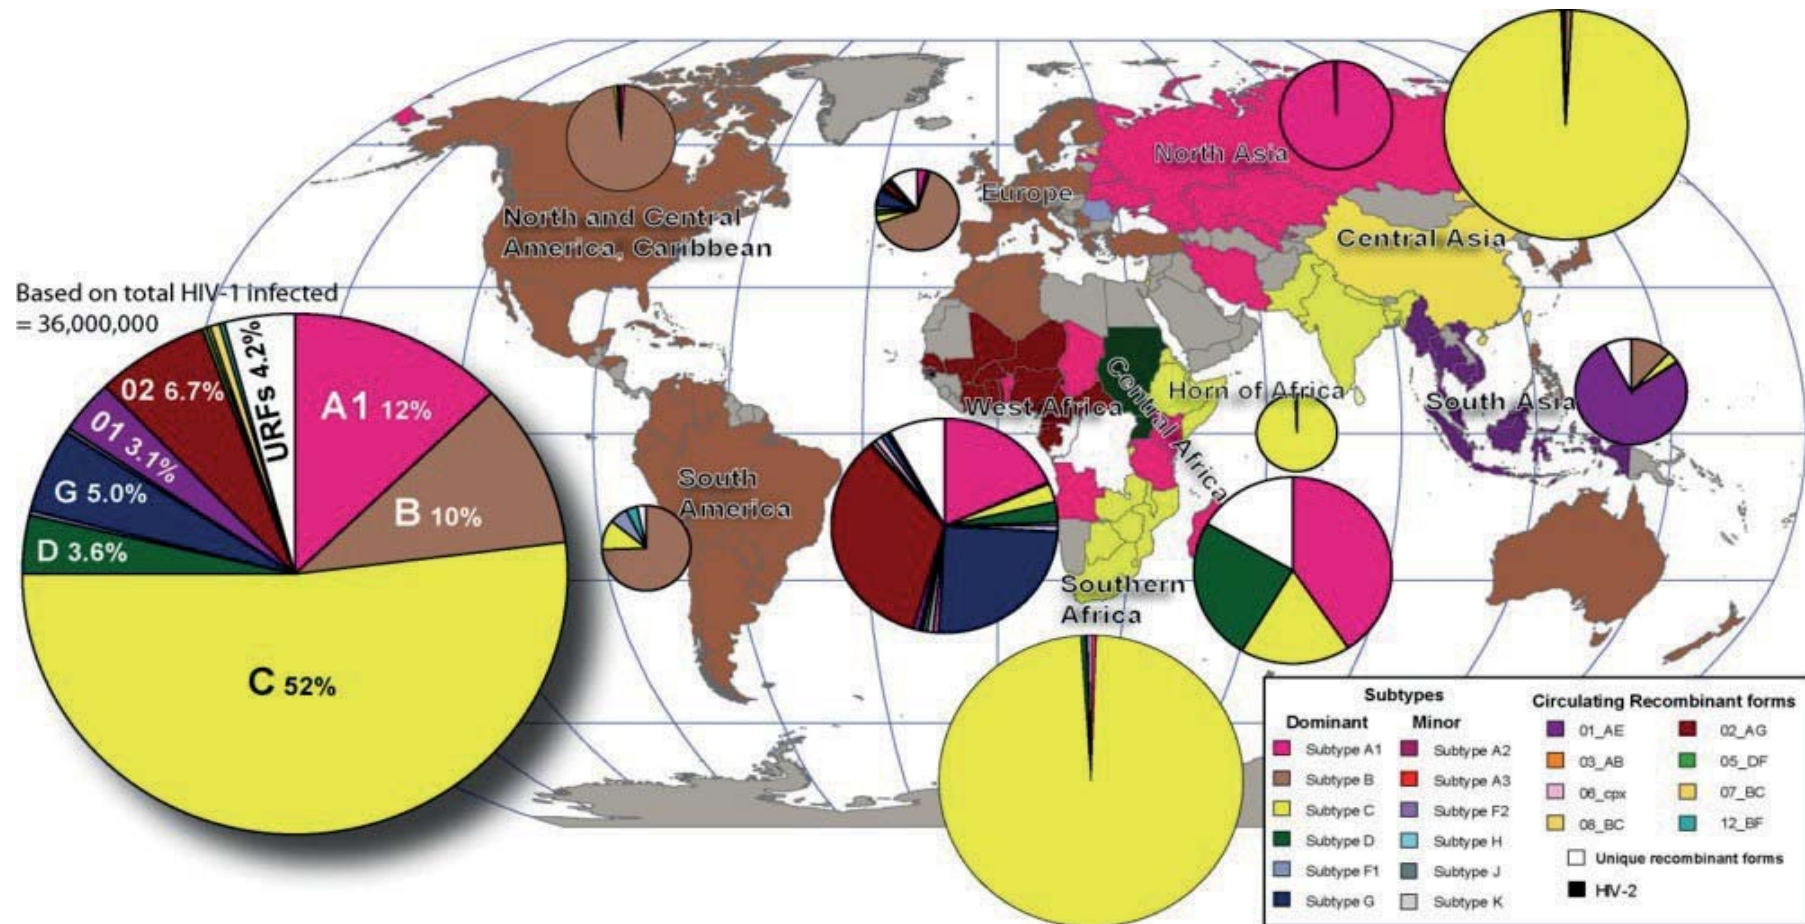 North Asia
Europe
North and Central
America, Caribbean
Central Asia
Based on total HIV-1 infected
= 36,000,000
02 6.7%
URFs 4.2%
A1 12%
01 3.1%
G 5.0%
B 10%
D 3.6%
C 52%
West Africa
Central Africa
Horn of Africa
South Asia
South
America
Southern
Africa
Subtypes
Dominant Minor
Subtype A1 Subtype A2
Subtype B Subtype A3
Subtype C Subtype F2
Subtype D Subtype H
Subtype F1 Subtype J
Subtype G Subtype K
Circulating Recombinant forms
01_AE 02_AG
03_AB 05_DF
06_cpx 07_BC
08_BC 12_BF
Unique recombinant forms
HIV-2